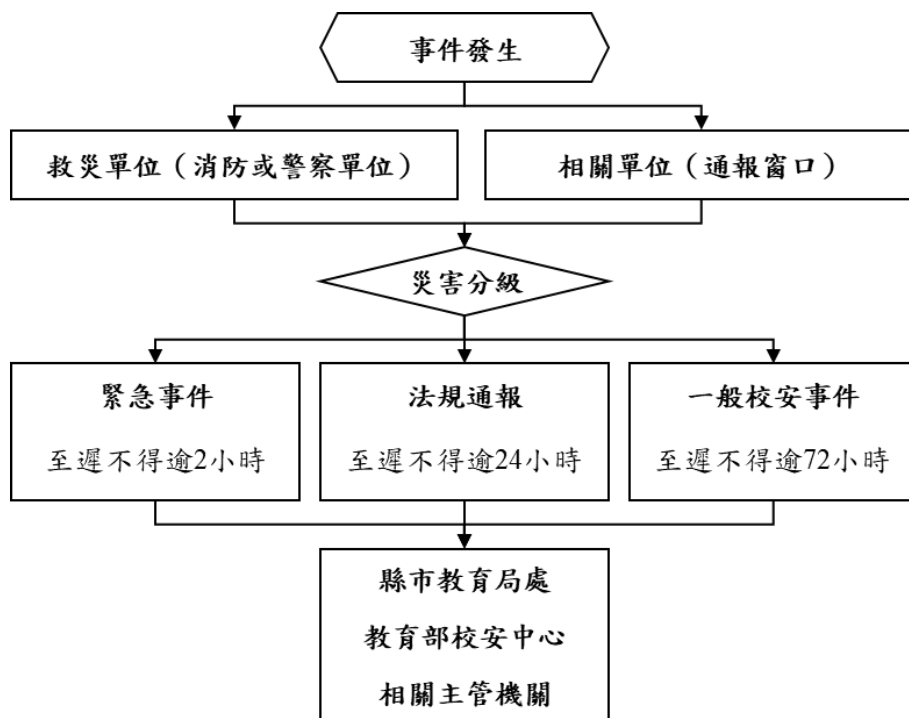 事件發生
救災單位（消防或警察單位）
相關單位（通報窗口）
災害分級
緊急事件
至遲不得逾2小時
法規通報
至遲不得逾24小時
一般校安事件
至遲不得逾72小時
縣市教育局處
教育部校安中心
相關主管機關